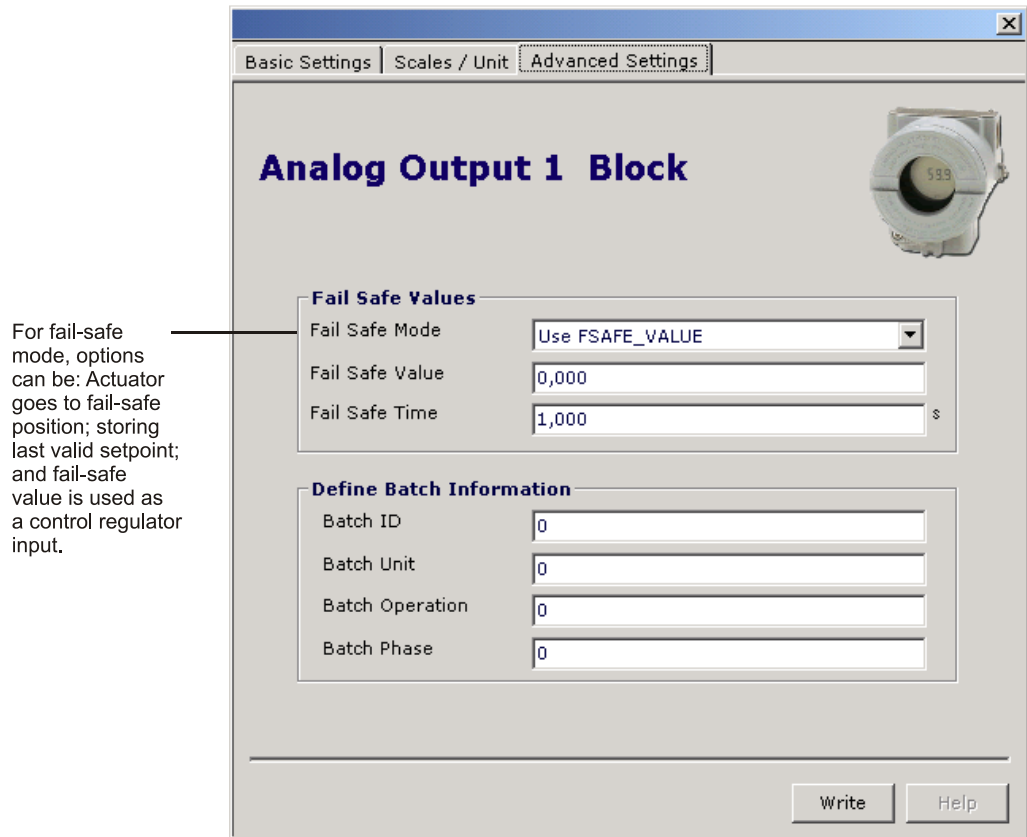 Basic Settings
Scales / Unit
Advanced Settings
Analog Output 1 Block
59.9
For fail-safe
mode, options
can be: Actuator
goes to fail-safe
position; storing
last valid setpoint;
and fail-safe
value is used as
a control regulator
input.
Fail Safe Values
Fail Safe Mode
Use FSAFE_VALUE
Fail Safe Value
0,000
Fail Safe Time
1,000
s
Define Batch Information
Batch ID
0
Batch Unit
0
Batch Operation
0
Batch Phase
0
Write
Help